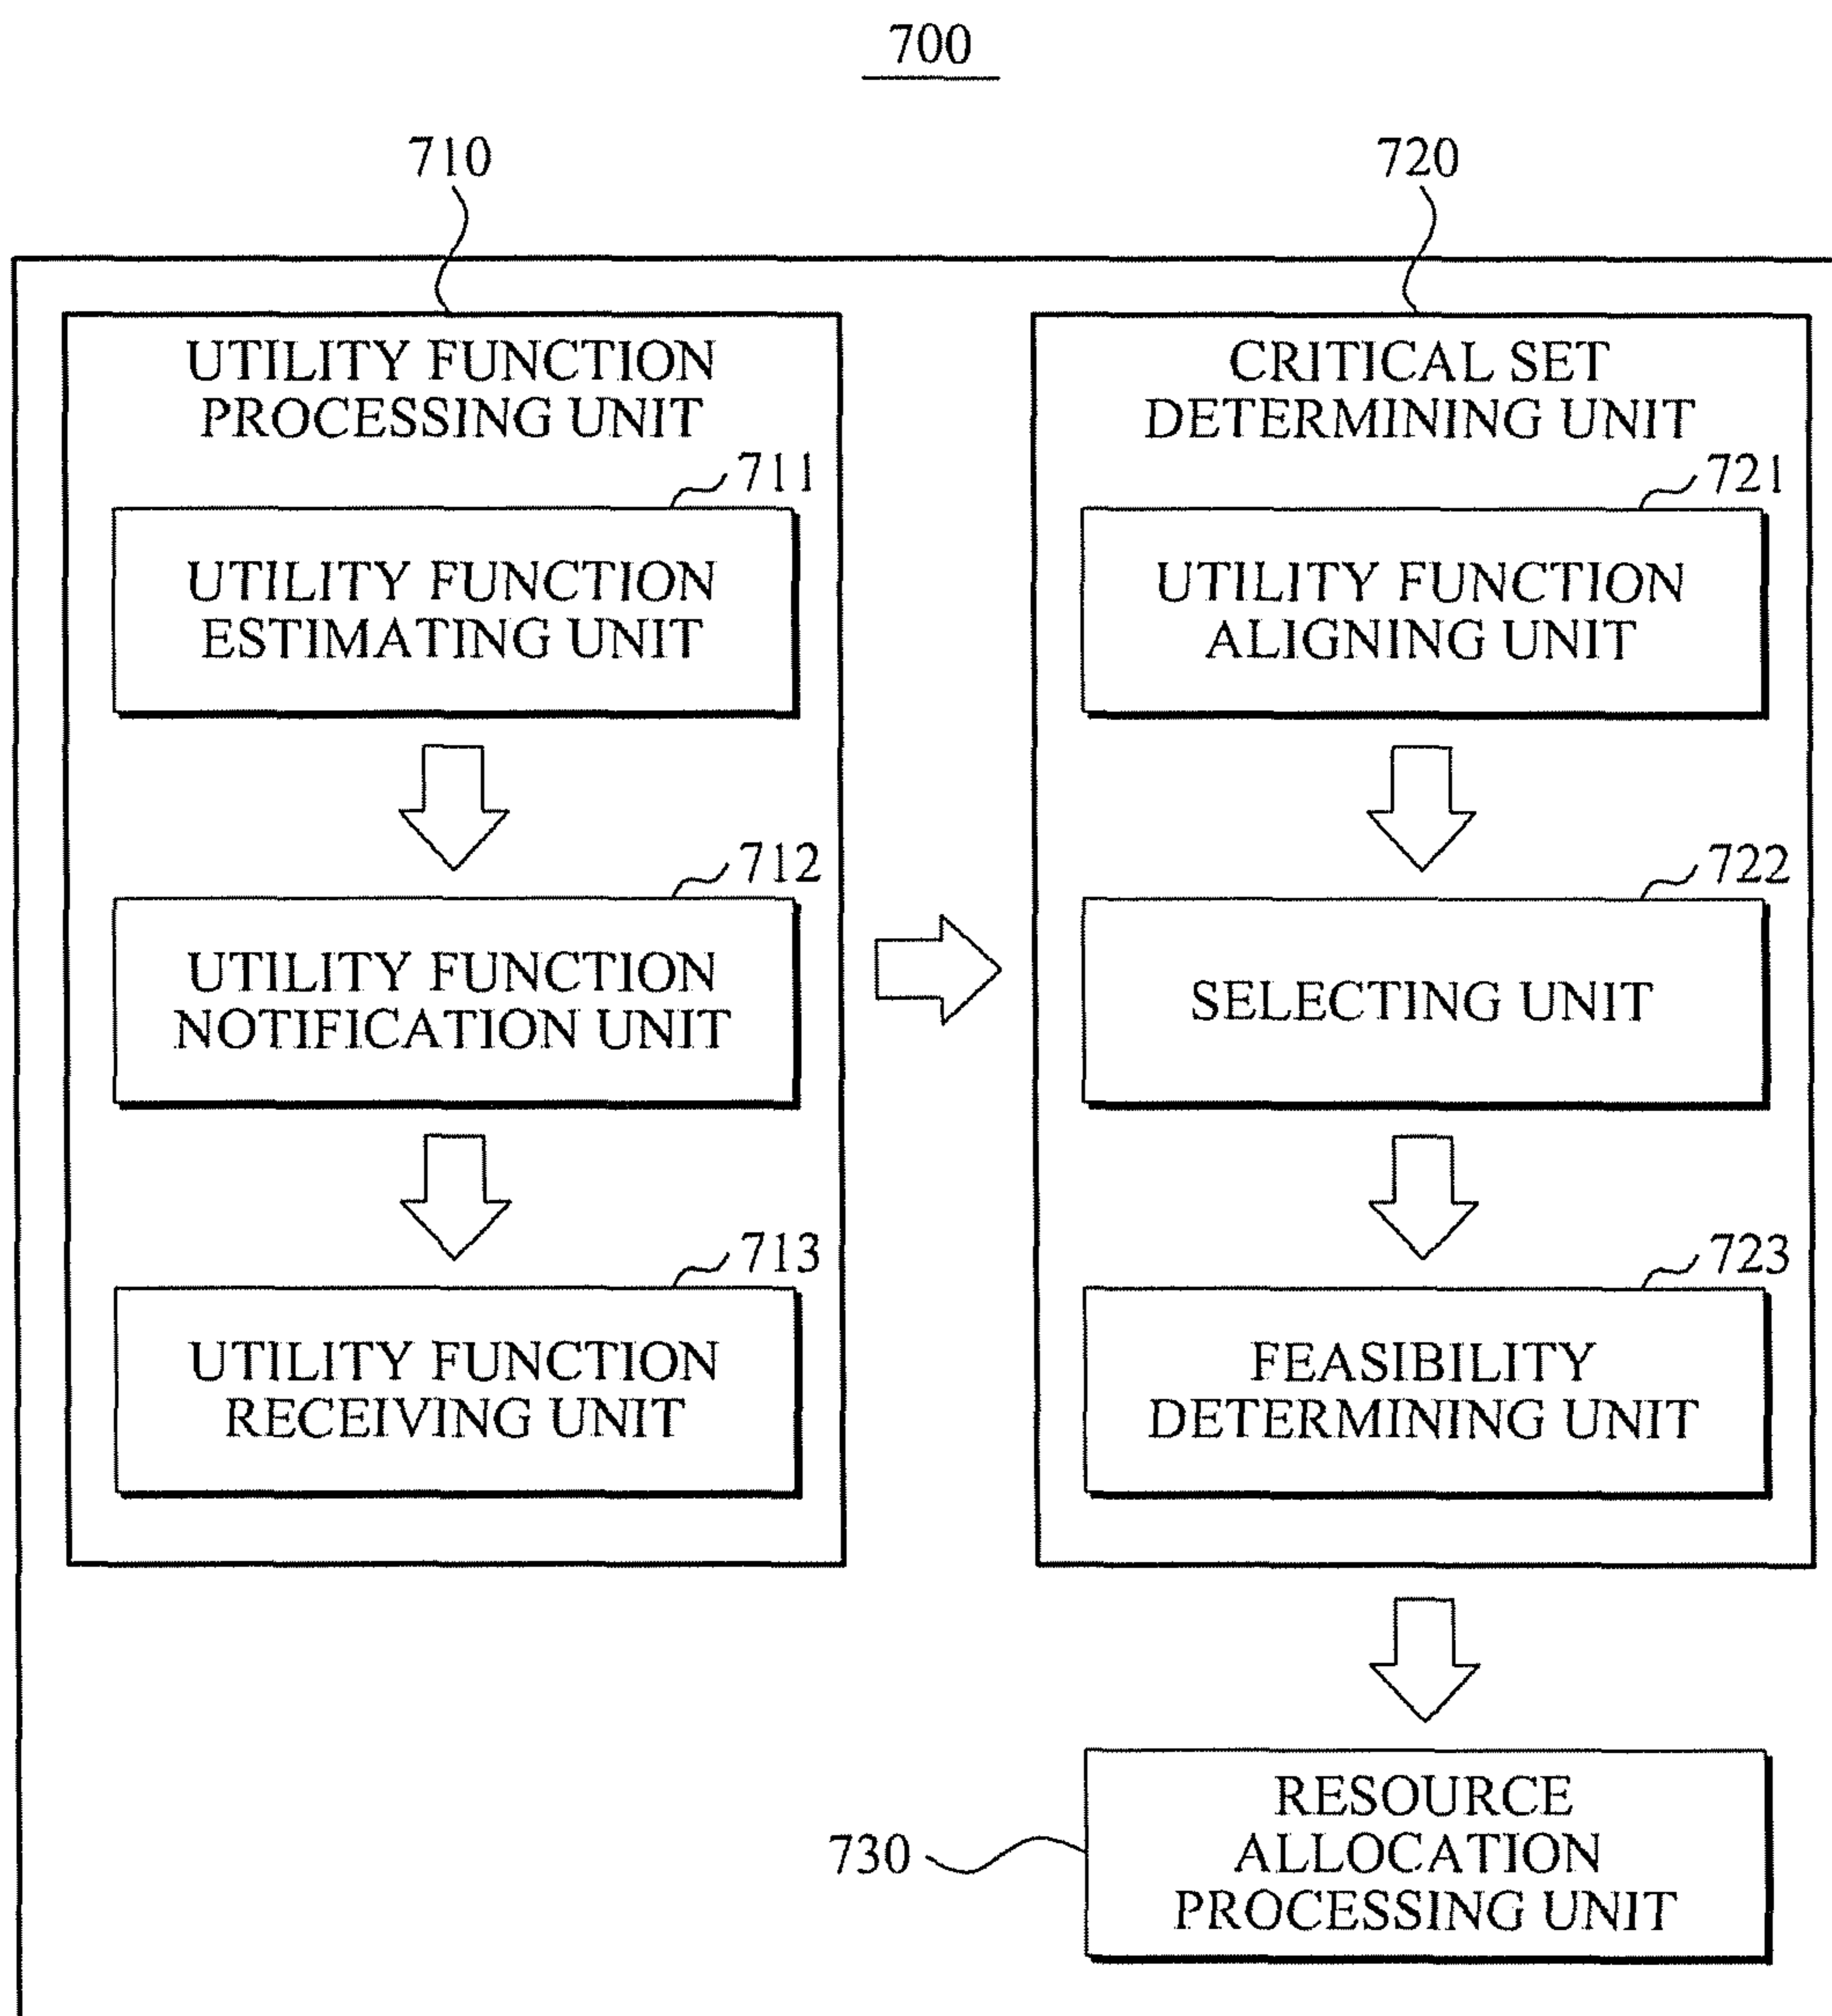 700
710
720
UTILITY FUNCTION
PROCESSING UNIT
711
UTILITY FUNCTION
ESTIMATING UNIT
712
UTILITY FUNCTION
NOTIFICATION UNIT
713
UTILITY FUNCTION
RECEIVING UNIT
CRITICAL SET
DETERMINING UNIT
721
UTILITY FUNCTION
ALIGNING UNIT
722
SELECTING UNIT
723
FEASIBILITY
DETERMINING UNIT
730
RESOURCE
ALLOCATION
PROCESSING UNIT